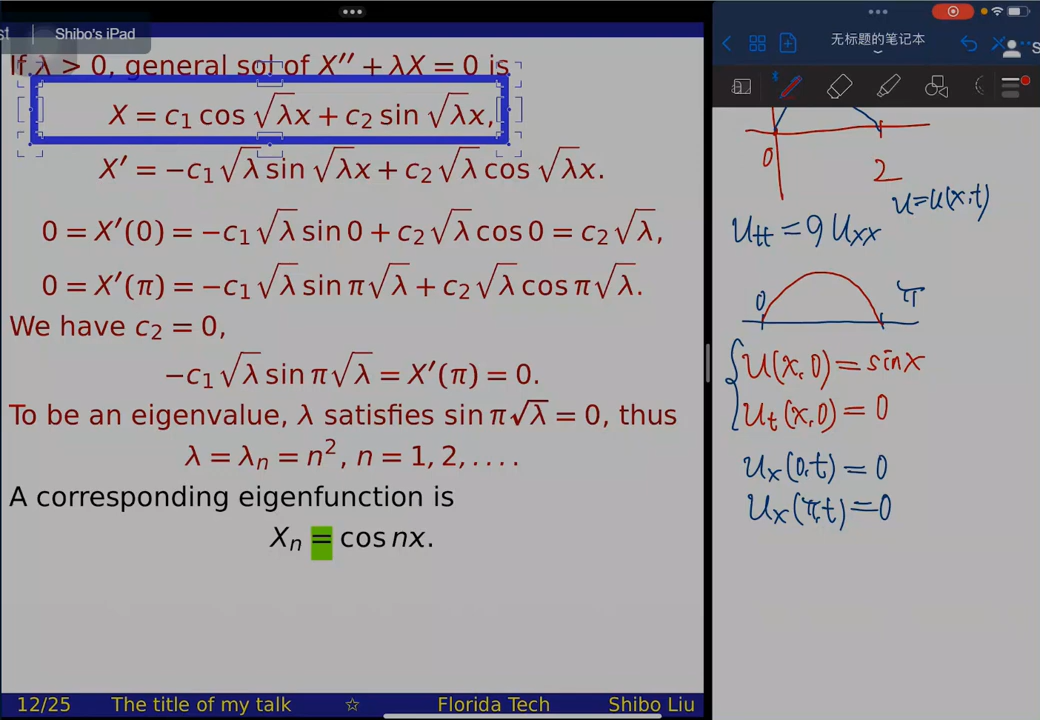 Shibo's iPad
If λ > 0, general sol of X″ + λX = 0 is
X = c₁ cos √λx + c₂ sin √λx,
X′ = −c₁√λ sin √λx + c₂√λ cos √λx.
0 = X′(0) = −c₁√λ sin 0 + c₂√λ cos 0 = c₂√λ,
0 = X′(π) = −c₁√λ sin π√λ + c₂√λ cos π√λ.
We have c₂ = 0,
−c₁√λ sin π√λ = X′(π) = 0.
To be an eigenvalue, λ satisfies sin π√λ = 0, thus
λ = λₙ = n², n = 1, 2, . . . .
A corresponding eigenfunction is
Xₙ = cos nx.
12/25 The title of my talk ☆ Florida Tech Shibo Liu
无标题的笔记本
0 2
u=u(x,t)
uₜₜ = 9 uₓₓ
0 π
u(x,0) = sinx
uₜ(x,0) = 0
uₓ(0,t) = 0
uₓ(π,t) = 0